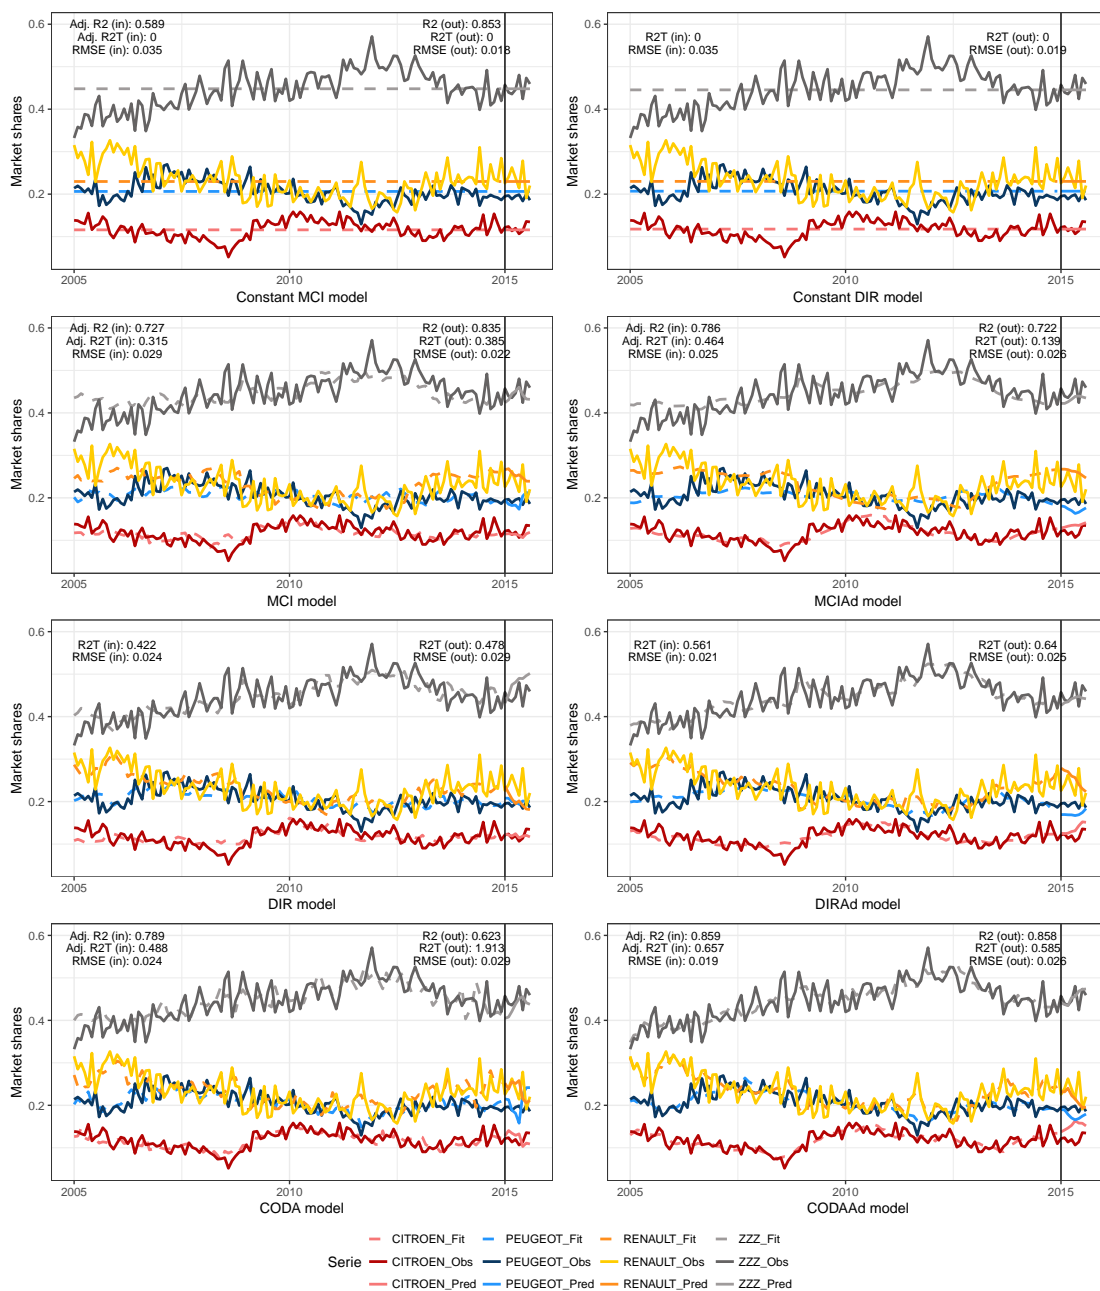 Adj. R2 (in): 0.589
Adj. R2T (in): 0
RMSE (in): 0.035
R2 (out): 0.853
R2T (out): 0
RMSE (out): 0.018
0.6
0.4
0.2
Market shares
2005
2010
2015
Constant MCI model
R2T (in): 0
RMSE (in): 0.035
R2T (out): 0
RMSE (out): 0.019
0.6
0.4
0.2
Market shares
2005
2010
2015
Constant DIR model
Adj. R2 (in): 0.727
Adj. R2T (in): 0.315
RMSE (in): 0.029
R2 (out): 0.835
R2T (out): 0.385
RMSE (out): 0.022
0.6
0.4
0.2
Market shares
2005
2010
2015
MCI model
Adj. R2 (in): 0.786
Adj. R2T (in): 0.464
RMSE (in): 0.025
R2 (out): 0.722
R2T (out): 0.139
RMSE (out): 0.026
0.6
0.4
0.2
Market shares
2005
2010
2015
MCIAd model
R2T (in): 0.422
RMSE (in): 0.024
R2T (out): 0.478
RMSE (out): 0.029
0.6
0.4
0.2
Market shares
2005
2010
2015
DIR model
R2T (in): 0.561
RMSE (in): 0.021
R2T (out): 0.64
RMSE (out): 0.025
0.6
0.4
0.2
Market shares
2005
2010
2015
DIRAd model
Adj. R2 (in): 0.789
Adj. R2T (in): 0.488
RMSE (in): 0.024
R2 (out): 0.623
R2T (out): 1.913
RMSE (out): 0.029
0.6
0.4
0.2
Market shares
2005
2010
2015
CODA model
Adj. R2 (in): 0.859
Adj. R2T (in): 0.657
RMSE (in): 0.019
R2 (out): 0.858
R2T (out): 0.585
RMSE (out): 0.026
0.6
0.4
0.2
Market shares
2005
2010
2015
CODAAd model
Serie
CITROEN_Fit PEUGEOT_Fit RENAULT_Fit ZZZ_Fit
CITROEN_Obs PEUGEOT_Obs RENAULT_Obs ZZZ_Obs
CITROEN_Pred PEUGEOT_Pred RENAULT_Pred ZZZ_Pred